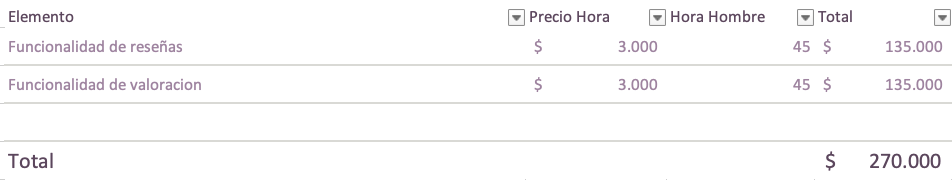 Elemento Precio Hora Hora Hombre Total
Funcionalidad de reseñas $ 3.000 45 $ 135.000
Funcionalidad de valoracion $ 3.000 45 $ 135.000
Total $ 270.000